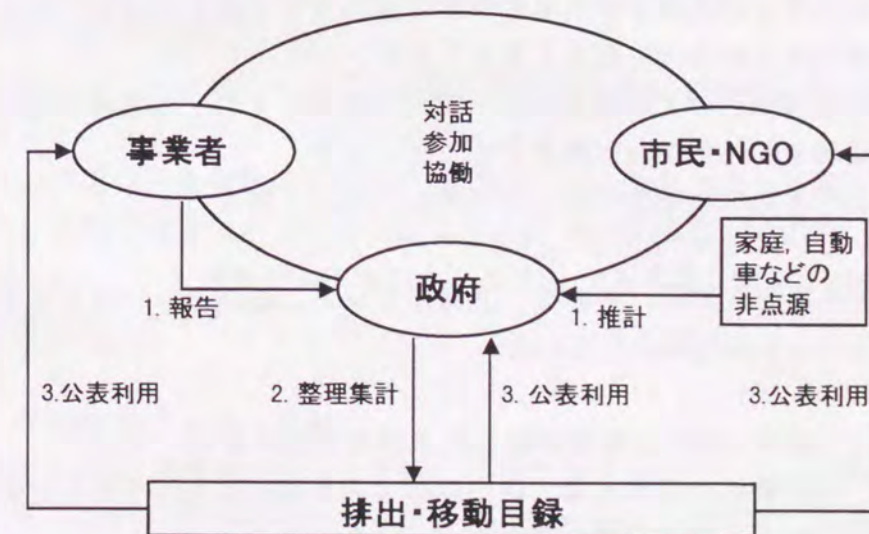 対話
参加
協働
事業者
市民・NGO
家庭, 自動
車などの
非点源
政府
1. 報告
1. 推計
3.公表利用
2. 整理集計
3. 公表利用
3.公表利用
排出・移動目録